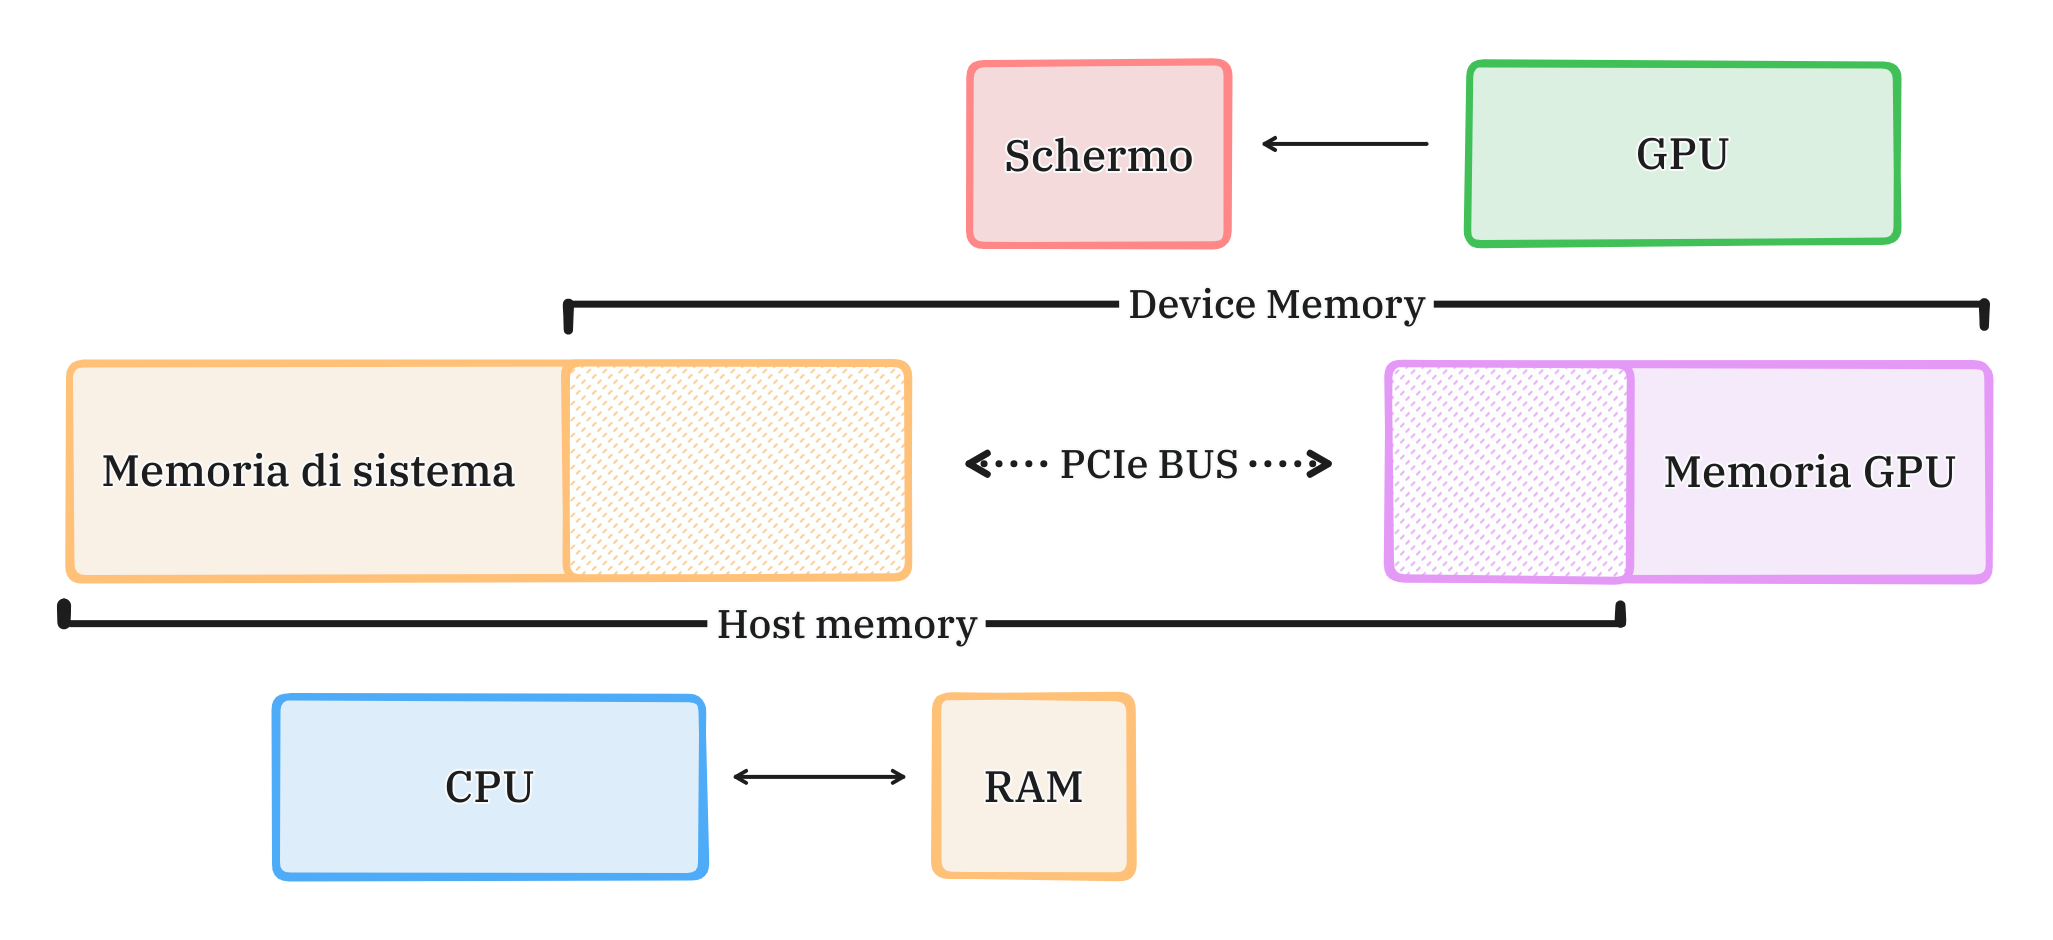 Schermo
GPU
Device Memory
Memoria di sistema
PCIe BUS
Memoria GPU
Host memory
CPU
RAM